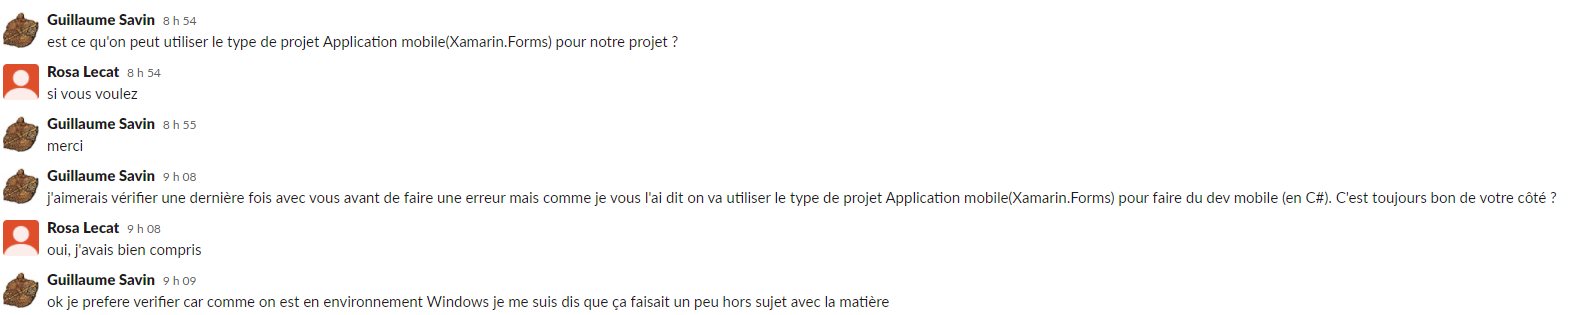 Guillaume Savin 8 h 54
est ce qu'on peut utiliser le type de projet Application mobile(Xamarin.Forms) pour notre projet ?
Rosa Lecat 8 h 54
si vous voulez
Guillaume Savin 8 h 55
merci
Guillaume Savin 9 h 08
j'aimerais vérifier une dernière fois avec vous avant de faire une erreur mais comme je vous l'ai dit on va utiliser le type de projet Application mobile(Xamarin.Forms) pour faire du dev mobile (en C#). C'est toujours bon de votre côté ?
Rosa Lecat 9 h 08
oui, j'avais bien compris
Guillaume Savin 9 h 09
ok je prefere verifier car comme on est en environnement Windows je me suis dis que ça faisait un peu hors sujet avec la matière